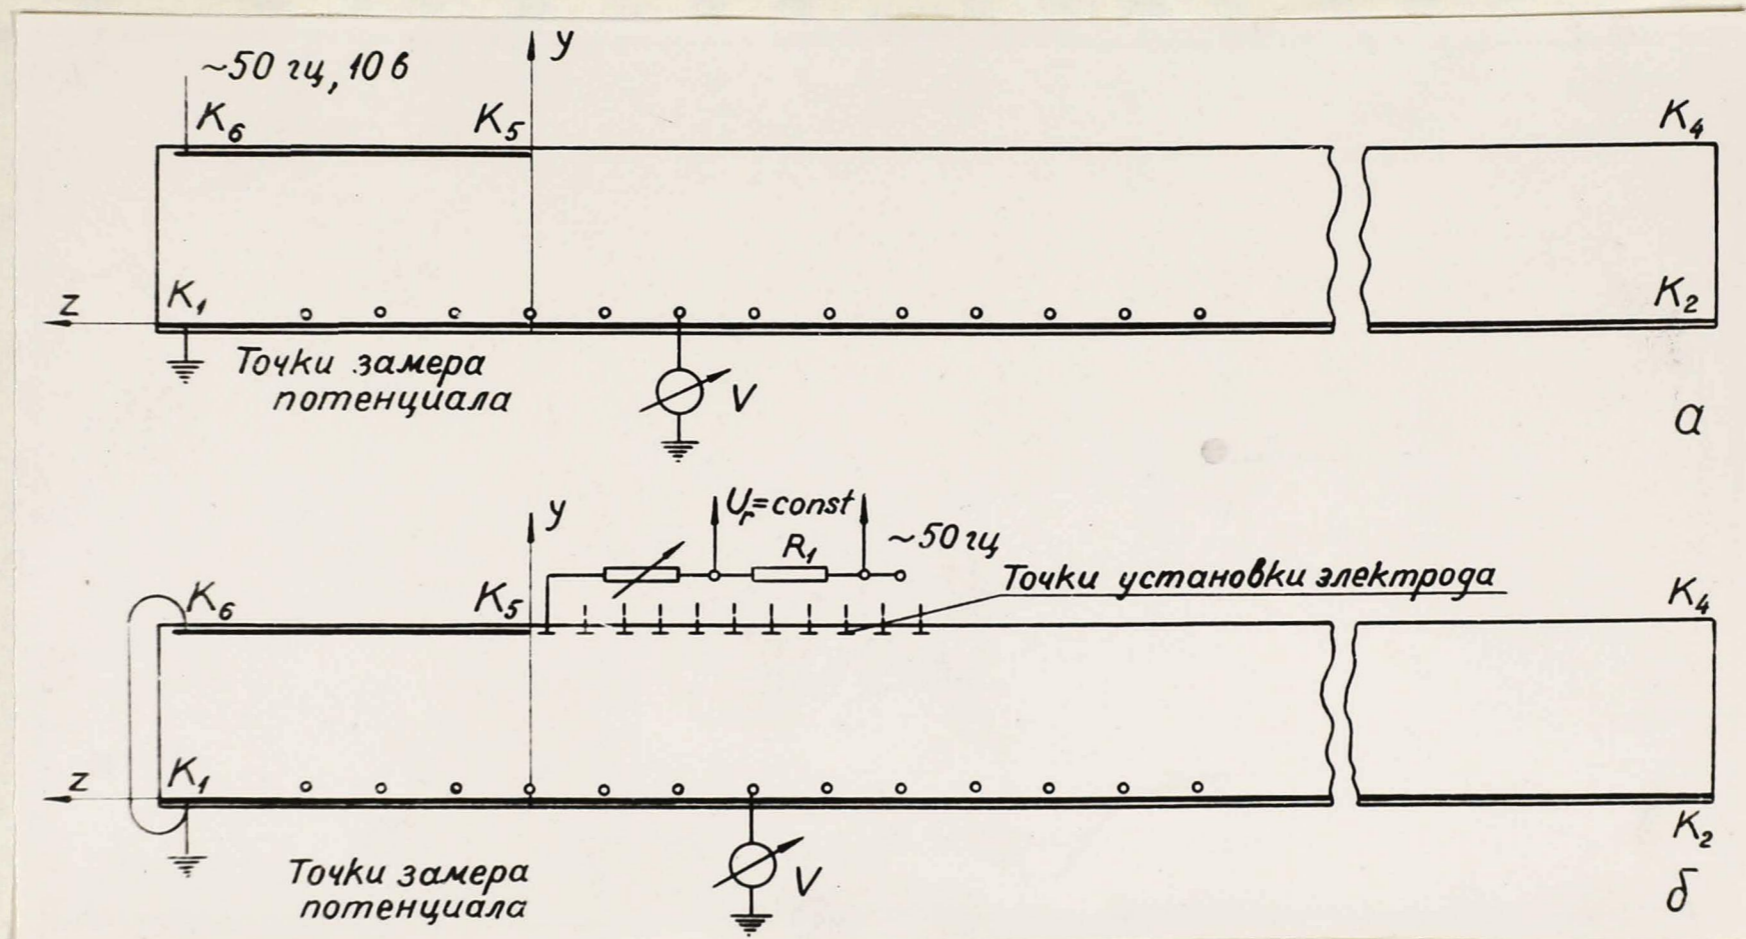 ~50 гц, 10 в
y
K6
K5
K4
z
K1
K2
Точки замера
потенциала
V
а
y
Ur=const
R1
~50 гц
Точки установки электрода
K6
K5
K4
z
K1
K2
Точки замера
потенциала
V
б